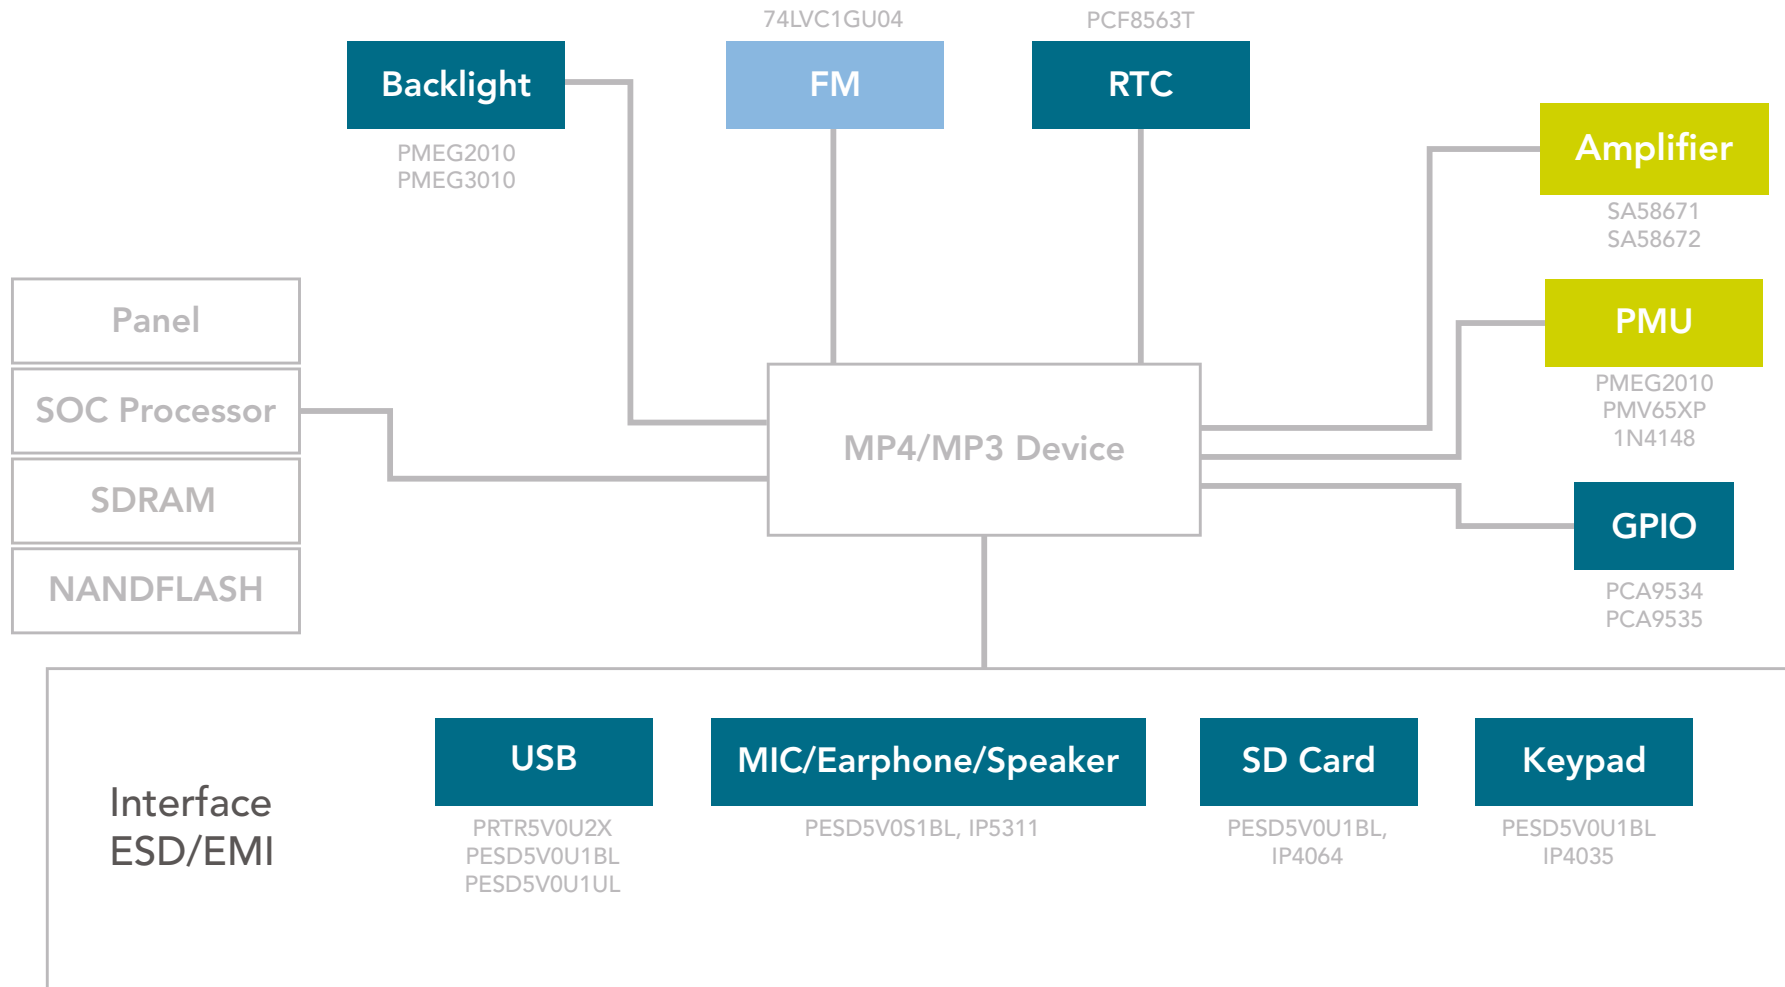 74LVC1GU04
PCF8563T
Backlight
FM
RTC
PMEG2010
PMEG3010
Amplifier
SA58671
SA58672
Panel
SOC Processor
SDRAM
NANDFLASH
MP4/MP3 Device
PMU
PMEG2010
PMV65XP
1N4148
GPIO
PCA9534
PCA9535
Interface
ESD/EMI
USB
PRTR5V0U2X
PESD5V0U1BL
PESD5V0U1UL
MIC/Earphone/Speaker
PESD5V0S1BL, IP5311
SD Card
PESD5V0U1BL,
IP4064
Keypad
PESD5V0U1BL
IP4035